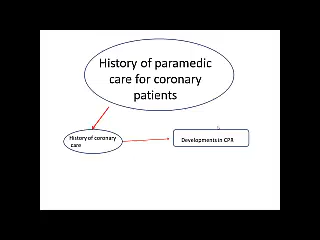 History of paramedic
care for coronary
patients
History of coronary
care
Developments in CPR